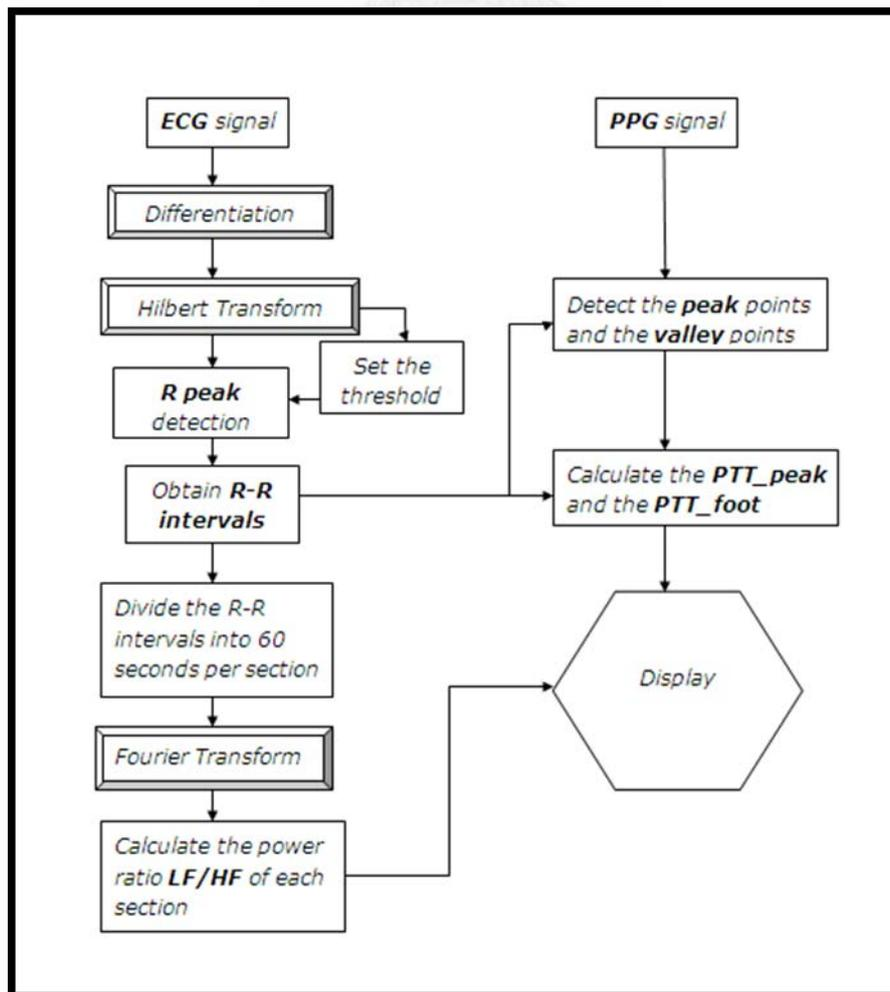 ECG signal
Differentiation
Hilbert Transform
Set the
threshold
R peak
detection
Obtain R-R
intervals
Divide the R-R
intervals into 60
seconds per section
Fourier Transform
Calculate the power
ratio LF/HF of each
section
PPG signal
Detect the peak points
and the valley points
Calculate the PTT_peak
and the PTT_foot
Display